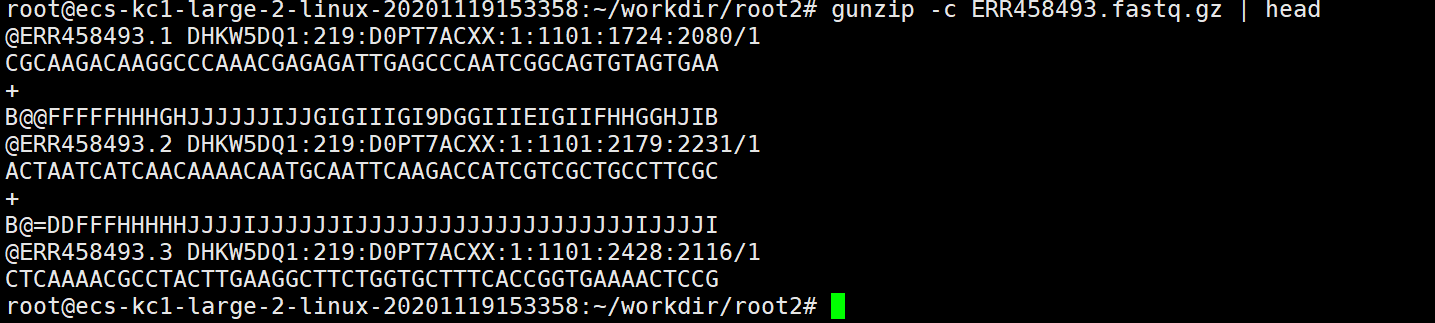 root@ecs-kc1-large-2-linux-20201119153358:~/workdir/root2# gunzip -c ERR458493.fastq.gz | head
@ERR458493.1 DHKW5DQ1:219:D0PT7ACXX:1:1101:1724:2080/1
CGCAAGACAAGGCCCAAACGAGAGATTGAGCCCAATCGGCAGTGTAGTGAA
+
B@@FFFFFHHHGHJJJJJJIJJGIGIIIGI9DGGIIIEIGIIFHHGGHJIB
@ERR458493.2 DHKW5DQ1:219:D0PT7ACXX:1:1101:2179:2231/1
ACTAATCATCAACAAAACAATGCAATTCAAGACCATCGTCGCTGCCTTCGC
+
B@=DDFFFHHHHHJJJJIJJJJJJIJJJJJJJJJJJJJJJJJJJJIJJJJI
@ERR458493.3 DHKW5DQ1:219:D0PT7ACXX:1:1101:2428:2116/1
CTCAAAACGCCTACTTGAAGGCTTCTGGTGCTTTCACCGGTGAAAACTCCG
root@ecs-kc1-large-2-linux-20201119153358:~/workdir/root2#